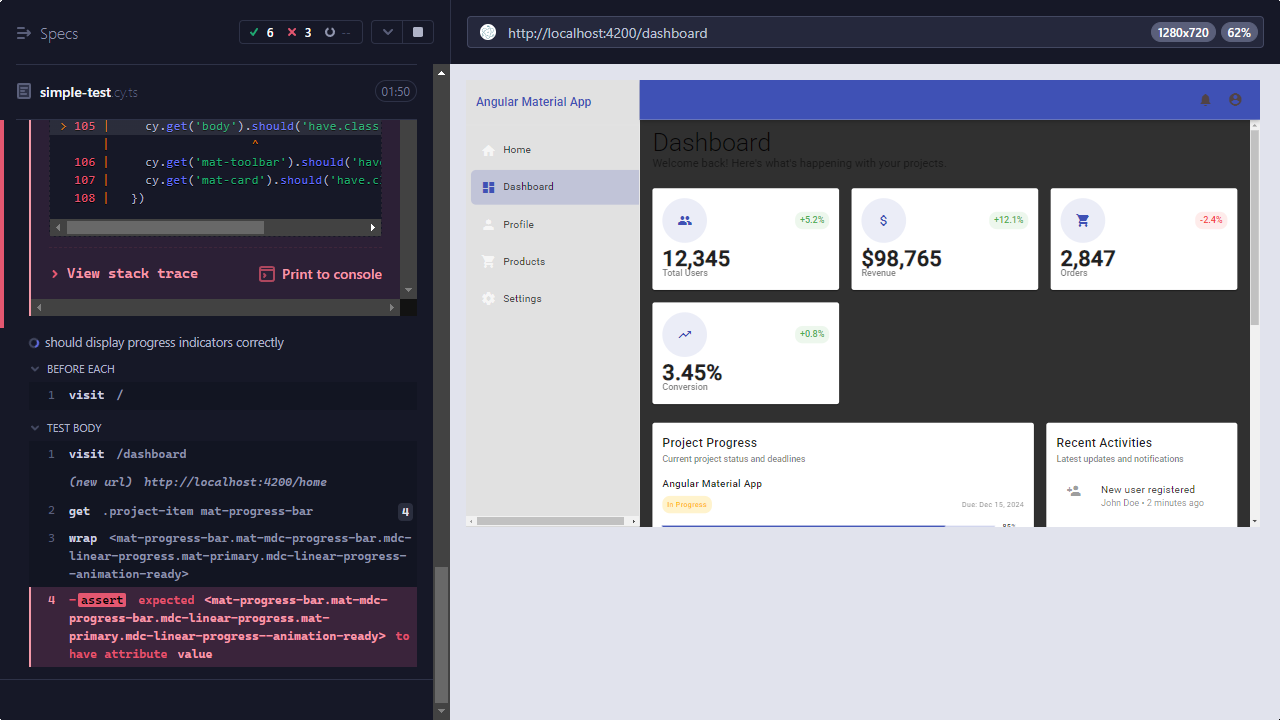 Specs
6
3
--
simple-test.cy.ts
01:50
> 105 | cy.get('body').should('have.class
| ^
106 | cy.get('mat-toolbar').should('have
107 | cy.get('mat-card').should('have.cl
108 | })
> View stack trace
Print to console
should display progress indicators correctly
BEFORE EACH
1 visit /
TEST BODY
1 visit /dashboard
(new url) http://localhost:4200/home
2 get .project-item mat-progress-bar 4
3 wrap <mat-progress-bar.mat-mdc-progress-bar.mdc-
linear-progress.mat-primary.mdc-linear-progress-
-animation-ready>
4 -assert expected <mat-progress-bar.mat-mdc-
progress-bar.mdc-linear-progress.mat-
primary.mdc-linear-progress--animation-ready> to
have attribute value
http://localhost:4200/dashboard
1280x720
62%
Angular Material App
Home
Dashboard
Profile
Products
Settings
Dashboard
Welcome back! Here's what's happening with your projects.
+5.2%
12,345
Total Users
$
+12.1%
$98,765
Revenue
-2.4%
2,847
Orders
+0.8%
3.45%
Conversion
Project Progress
Current project status and deadlines
Angular Material App
In Progress
Due: Dec 15, 2024
85%
Recent Activities
Latest updates and notifications
New user registered
John Doe • 2 minutes ago